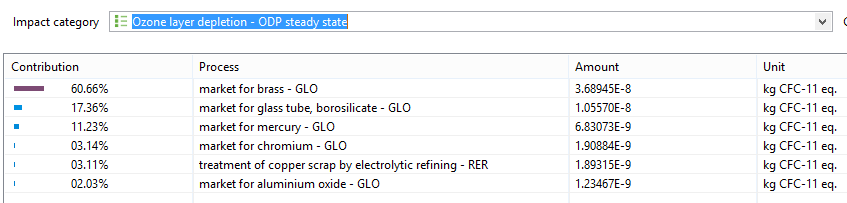 Impact category Ozone layer depletion - ODP steady state
Contribution Process Amount Unit
60.66% market for brass - GLO 3.68945E-8 kg CFC-11 eq.
17.36% market for glass tube, borosilicate - GLO 1.05570E-8 kg CFC-11 eq.
11.23% market for mercury - GLO 6.83073E-9 kg CFC-11 eq.
03.14% market for chromium - GLO 1.90884E-9 kg CFC-11 eq.
03.11% treatment of copper scrap by electrolytic refining - RER 1.89315E-9 kg CFC-11 eq.
02.03% market for aluminium oxide - GLO 1.23467E-9 kg CFC-11 eq.